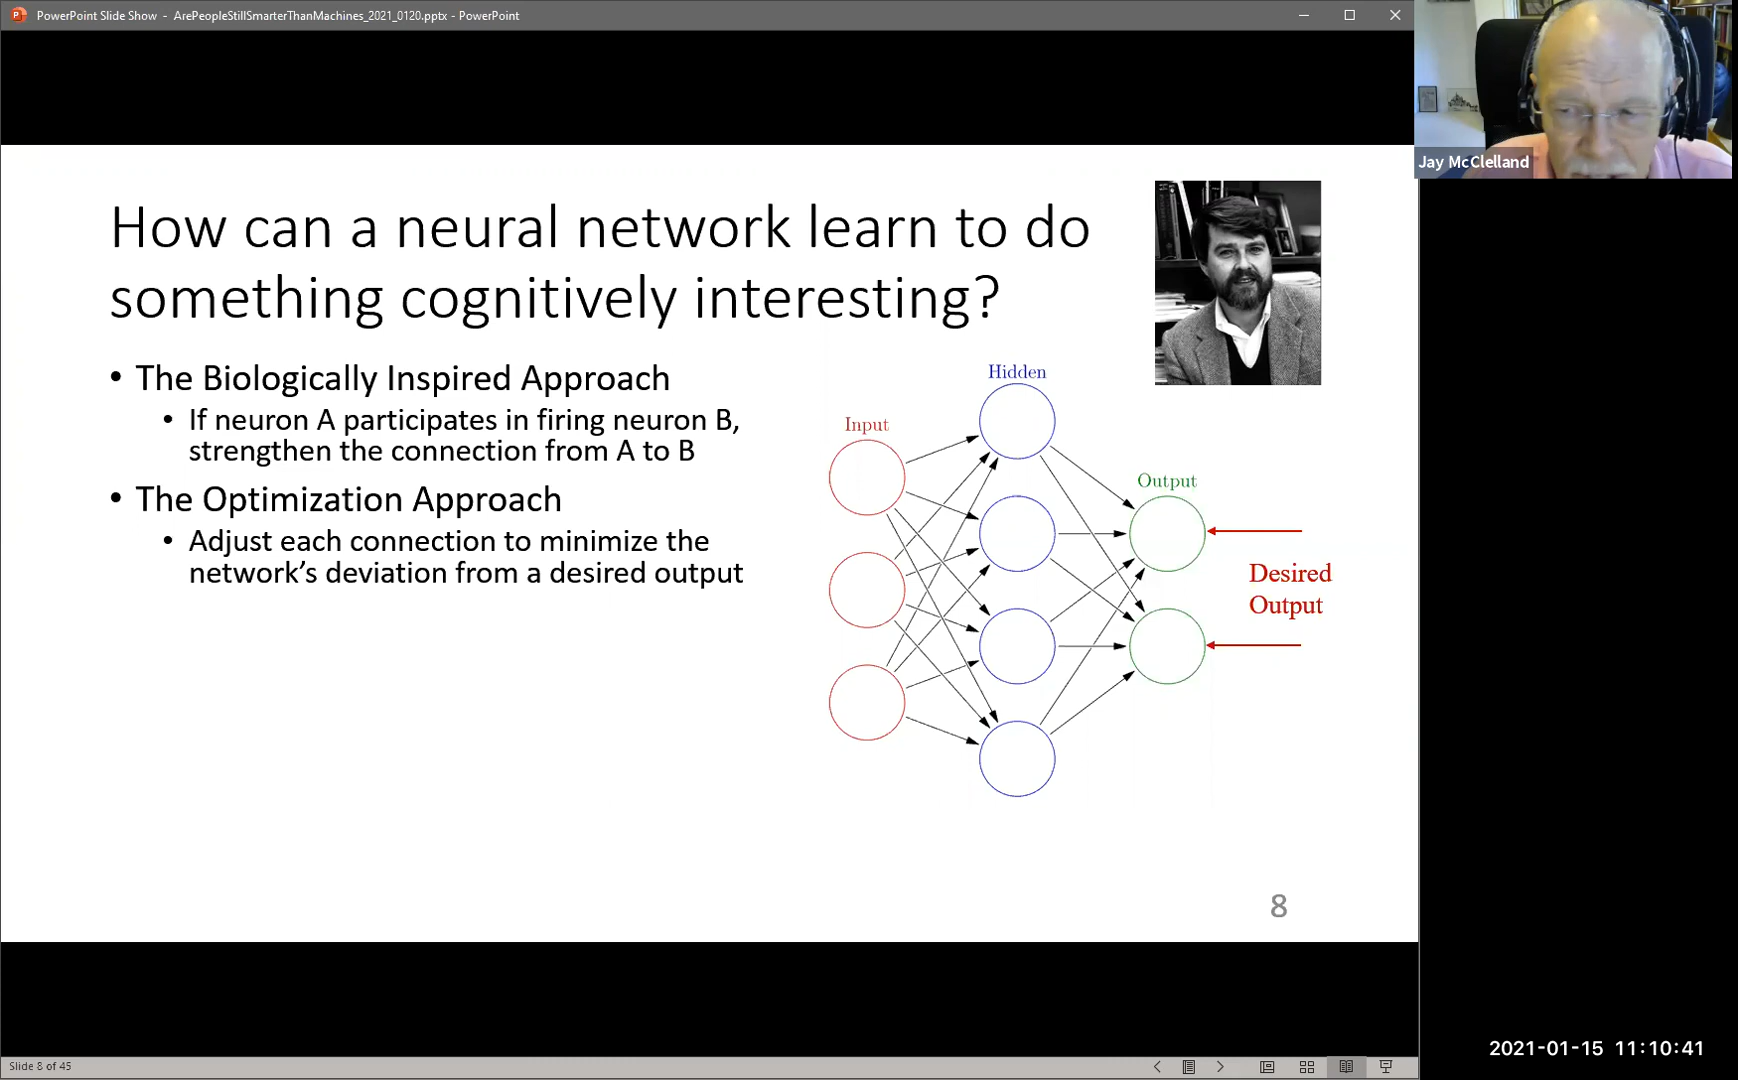 PowerPoint Slide Show - ArePeopleStillSmarterThanMachines_2021_0120.pptx - PowerPoint
Jay McClelland
How can a neural network learn to do
something cognitively interesting?
• The Biologically Inspired Approach
• If neuron A participates in firing neuron B,
strengthen the connection from A to B
• The Optimization Approach
• Adjust each connection to minimize the
network’s deviation from a desired output
Hidden
Input
Output
Desired
Output
8
Slide 8 of 45
2021-01-15 11:10:41